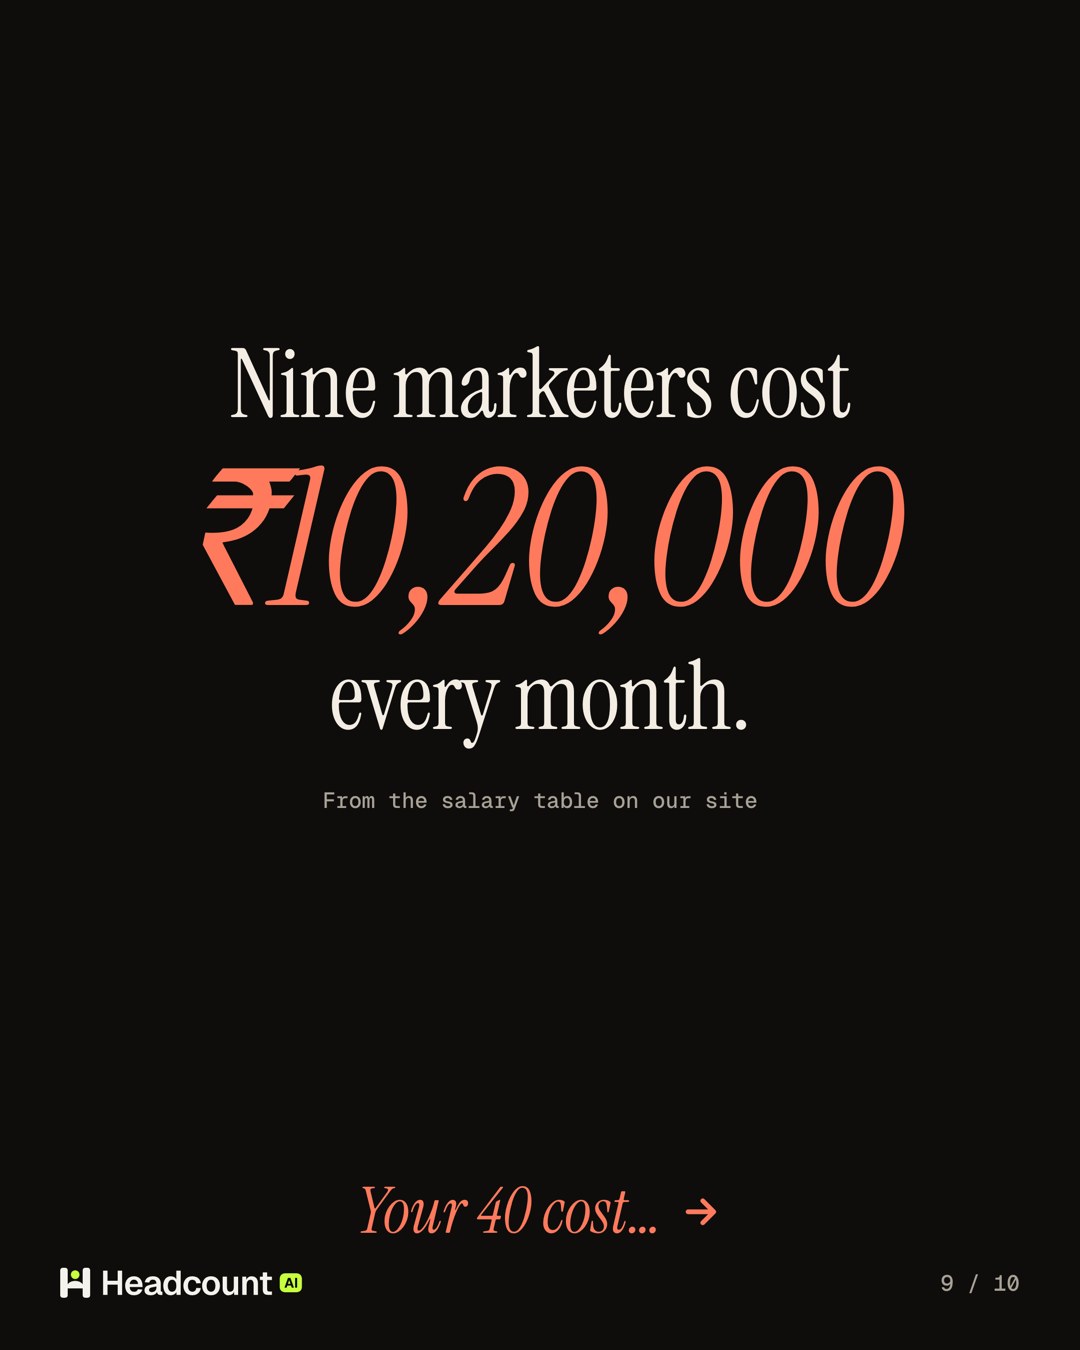 Nine marketers cost
₹10,20,000
every month.
From the salary table on our site
Your 40 cost... →
Headcount AI
9 / 10